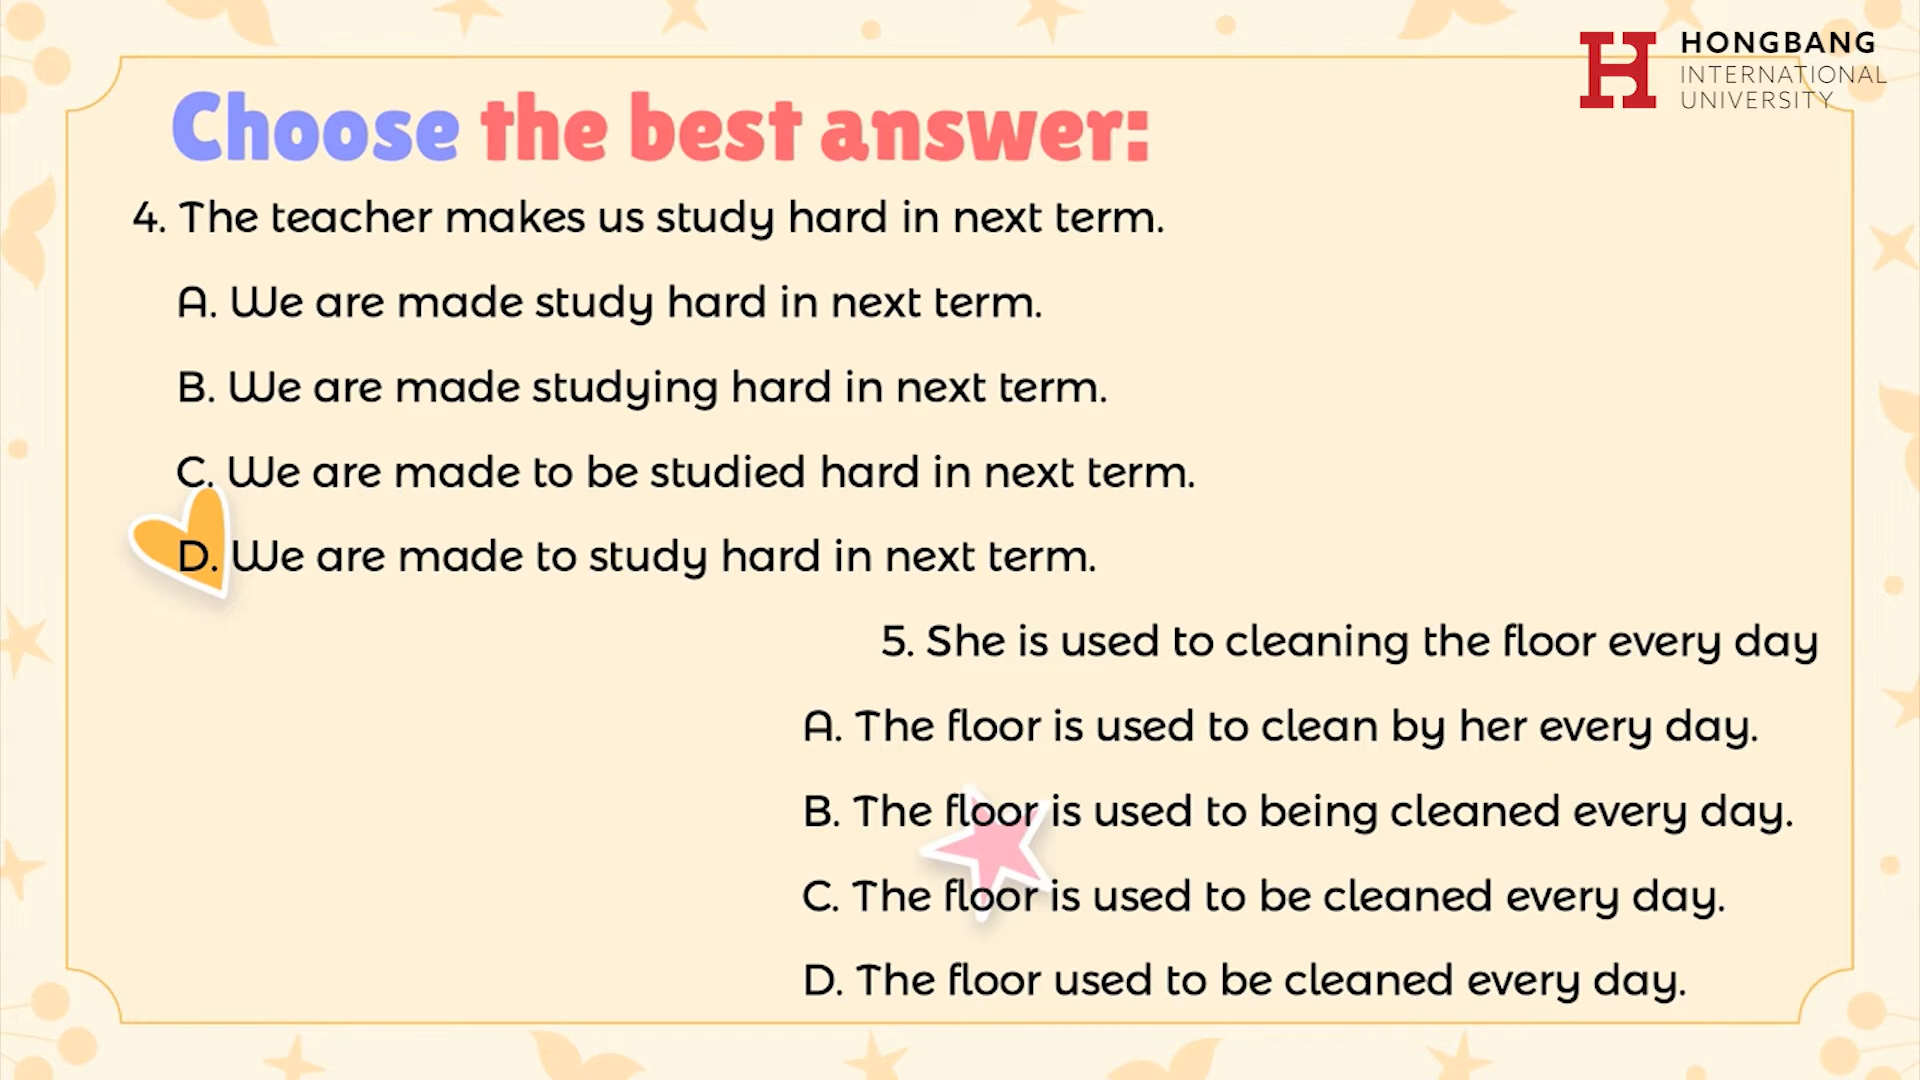 HONGBANG
INTERNATIONAL
UNIVERSITY
Choose the best answer:
4. The teacher makes us study hard in next term.
A. We are made study hard in next term.
B. We are made studying hard in next term.
C. We are made to be studied hard in next term.
D. We are made to study hard in next term.
5. She is used to cleaning the floor every day
A. The floor is used to clean by her every day.
B. The floor is used to being cleaned every day.
C. The floor is used to be cleaned every day.
D. The floor used to be cleaned every day.